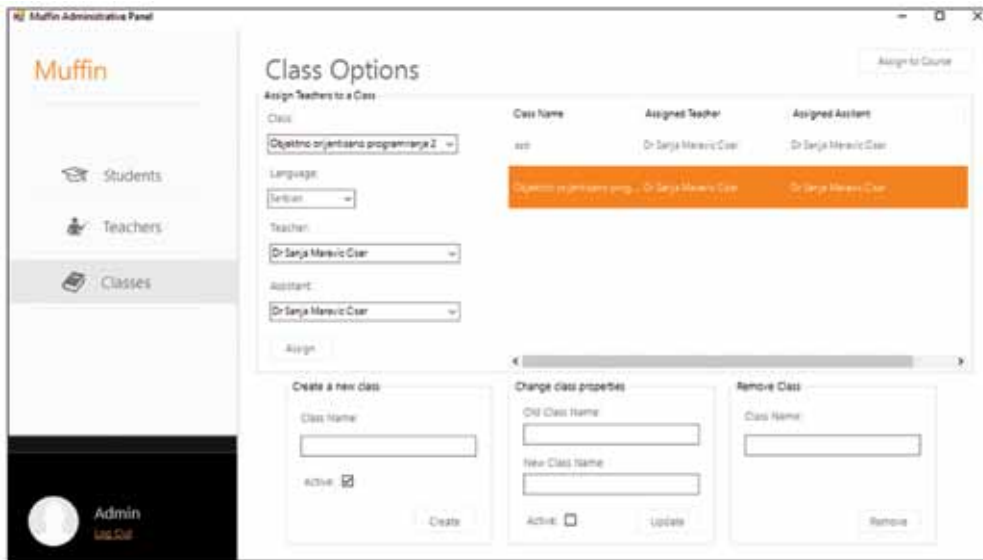 Muffin Administrative Panel
Muffin
Students
Teachers
Classes
Admin
Log Out
Class Options
Assign to Course
Assign Teachers to a Class
Class:
Objektno orijentisano programiranje 2
Language:
Serbian
Teacher:
Dr Sanja Maravic Cisar
Assistant:
Dr Sanja Maravic Cisar
Assign
Class Name Assigned Teacher Assigned Assitent
Dr Sanja Maravic Cisar Dr Sanja Maravic Cisar
Objektno orijentisano prog... Dr Sanja Maravic Cisar Dr Sanja Maravic Cisar
Create a new class
Class Name:
Active:
Create
Change class properties
Old Class Name
New Class Name
Active:
Update
Remove Class
Class Name:
Remove